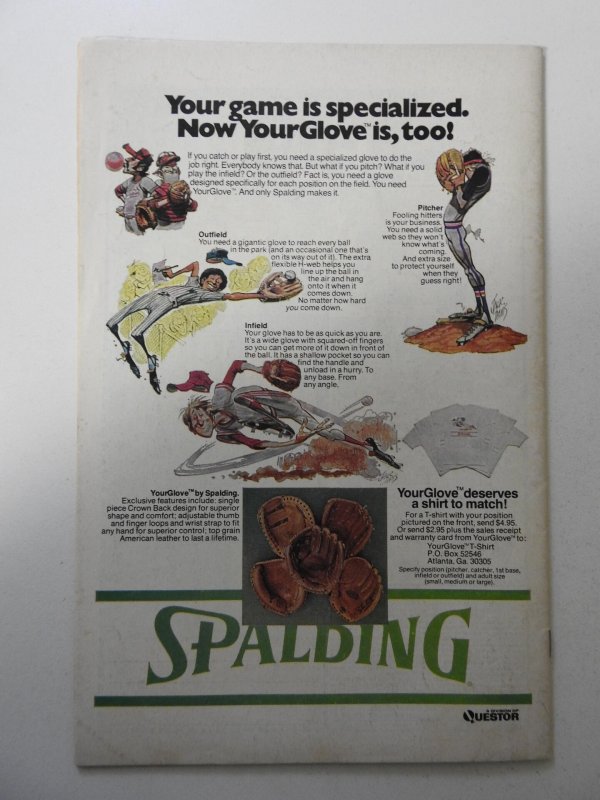 Your game is specialized.
Now YourGlove™ is, too!
If you catch or play first, you need a specialized glove to do the
job right. Everybody knows that. But what if you pitch? What if you
play the infield? Or the outfield? Fact is, you need a glove
designed specifically for each position on the field. You need
YourGlove™. And only Spalding makes it.
Pitcher
Fooling hitters
is your business.
You need a solid
web so they won't
know what's
coming.
And extra size
to protect yourself
when they
guess right!
Outfield
You need a gigantic glove to reach every ball
in the park (and an occasional one that's
on its way out of it). The extra
flexible H-web helps you
line up the ball in
the air and hang
onto it when it
comes down.
No matter how hard
you come down.
Infield
Your glove has to be as quick as you are.
It's a wide glove with squared-off fingers
so you can get more of it down in front of
the ball. It has a shallow pocket so you can
find the handle and
unload in a hurry. To
any base. From
any angle.
YourGlove™ by Spalding.
Exclusive features include: single
piece Crown Back design for superior
shape and comfort; adjustable thumb
and finger loops and wrist strap to fit
any hand for superior control; top grain
American leather to last a lifetime.
YourGlove™ deserves
a shirt to match!
For a T-shirt with your position
pictured on the front, send $4.95.
Or send $2.95 plus the sales receipt
and warranty card from YourGlove™ to:
YourGlove™ T-Shirt
P.O. Box 52546
Atlanta, Ga. 30305
Specify position (pitcher, catcher, 1st base,
infield or outfield) and adult size
(small, medium or large).
SPALDING
A DIVISION OF
QUESTOR